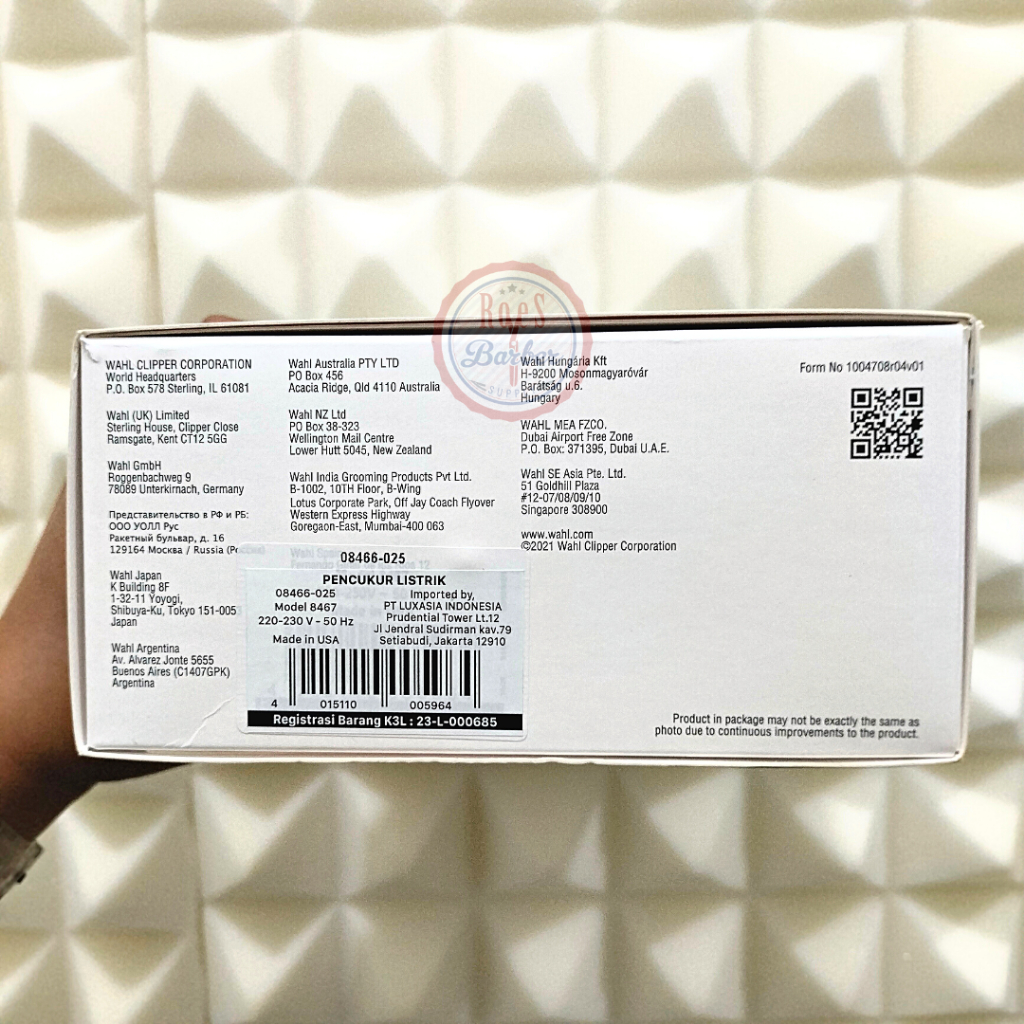 RoeS
Barber
SUPPLY
WAHL CLIPPER CORPORATION
World Headquarters
P.O. Box 578 Sterling, IL 61081
Wahl (UK) Limited
Sterling House, Clipper Close
Ramsgate, Kent CT12 5GG
Wahl GmbH
Roggenbachweg 9
78089 Unterkirnach, Germany
Представительство в РФ и РБ:
ООО УОЛЛ Рус
Ракетный бульвар, д. 16
129164 Москва / Russia
Wahl Japan
K Building 8F
1-32-11 Yoyogi,
Shibuya-Ku, Tokyo 151-005
Japan
Wahl Argentina
Av. Alvarez Jonte 5655
Buenos Aires (C1407GPK)
Argentina
Wahl Australia PTY LTD
PO Box 456
Acacia Ridge, Qld 4110 Australia
Wahl NZ Ltd
PO Box 38-323
Wellington Mail Centre
Lower Hutt 5045, New Zealand
Wahl India Grooming Products Pvt Ltd.
B-1002, 10TH Floor, B-Wing
Lotus Corporate Park, Off Jay Coach Flyover
Western Express Highway
Goregaon-East, Mumbai-400 063
08466-025
PENCUKUR LISTRIK
08466-025
Model 8467
220-230 V - 50 Hz
Made in USA
Imported by,
PT LUXASIA INDONESIA
Prudential Tower Lt.12
Jl Jendral Sudirman kav.79
Setiabudi, Jakarta 12910
4 015110 005964
Registrasi Barang K3L : 23-L-000685
Wahl Hungária Kft
H-9200 Mosonmagyaróvár
Barátság u.6.
Hungary
WAHL MEA FZCO.
Dubai Airport Free Zone
P.O. Box: 371395, Dubai U.A.E.
Wahl SE Asia Pte. Ltd.
51 Goldhill Plaza
#12-07/08/09/10
Singapore 308900
www.wahl.com
©2021 Wahl Clipper Corporation
Form No 1004708r04v01
Product in package may not be exactly the same as
photo due to continuous improvements to the product.